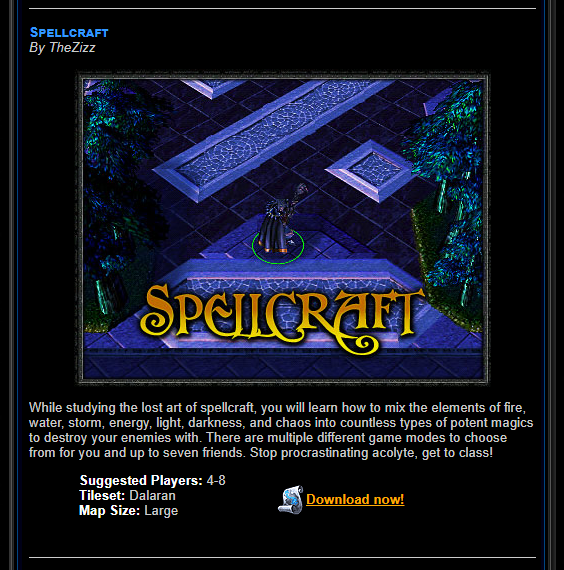 Spellcraft
By TheZizz
Spellcraft
While studying the lost art of spellcraft, you will learn how to mix the elements of fire,
water, storm, energy, light, darkness, and chaos into countless types of potent magics
to destroy your enemies with. There are multiple different game modes to choose
from for you and up to seven friends. Stop procrastinating acolyte, get to class!
Suggested Players: 4-8
Tileset: Dalaran
Map Size: Large
Download now!